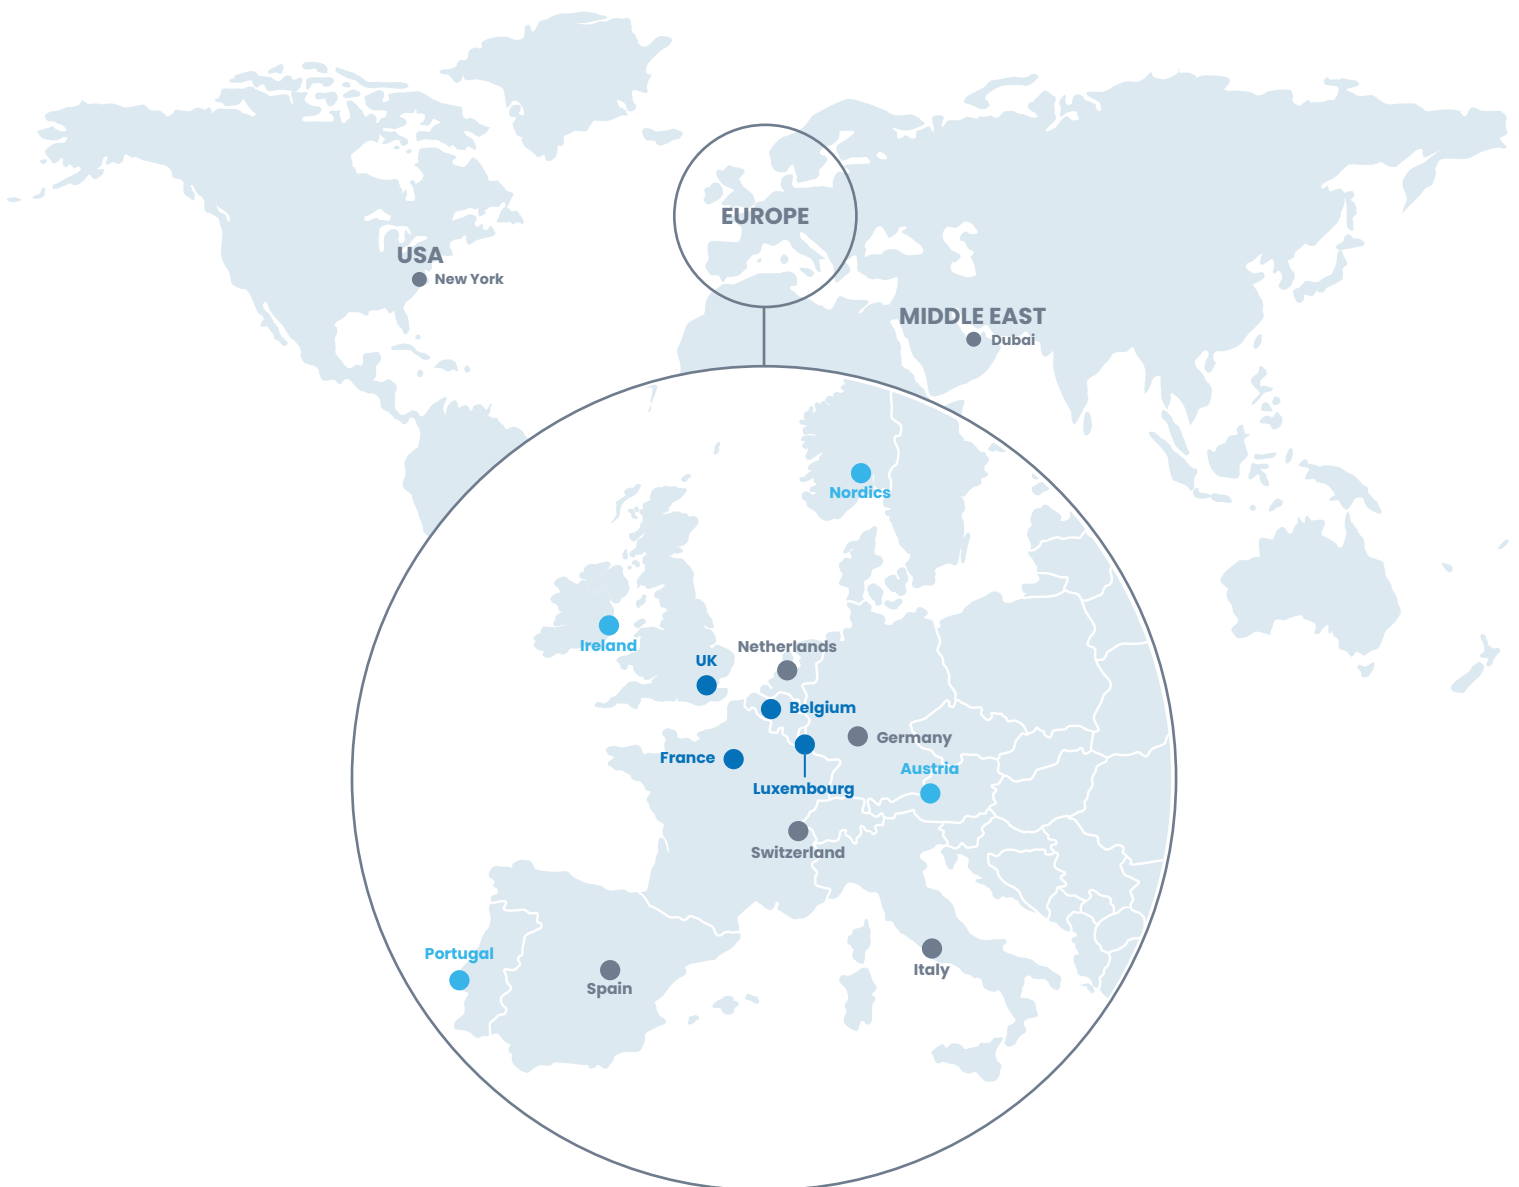 EUROPE
USA
New York
MIDDLE EAST
Dubai
Nordics
Ireland
Netherlands
UK
Belgium
Germany
France
Austria
Luxembourg
Switzerland
Portugal
Spain
Italy